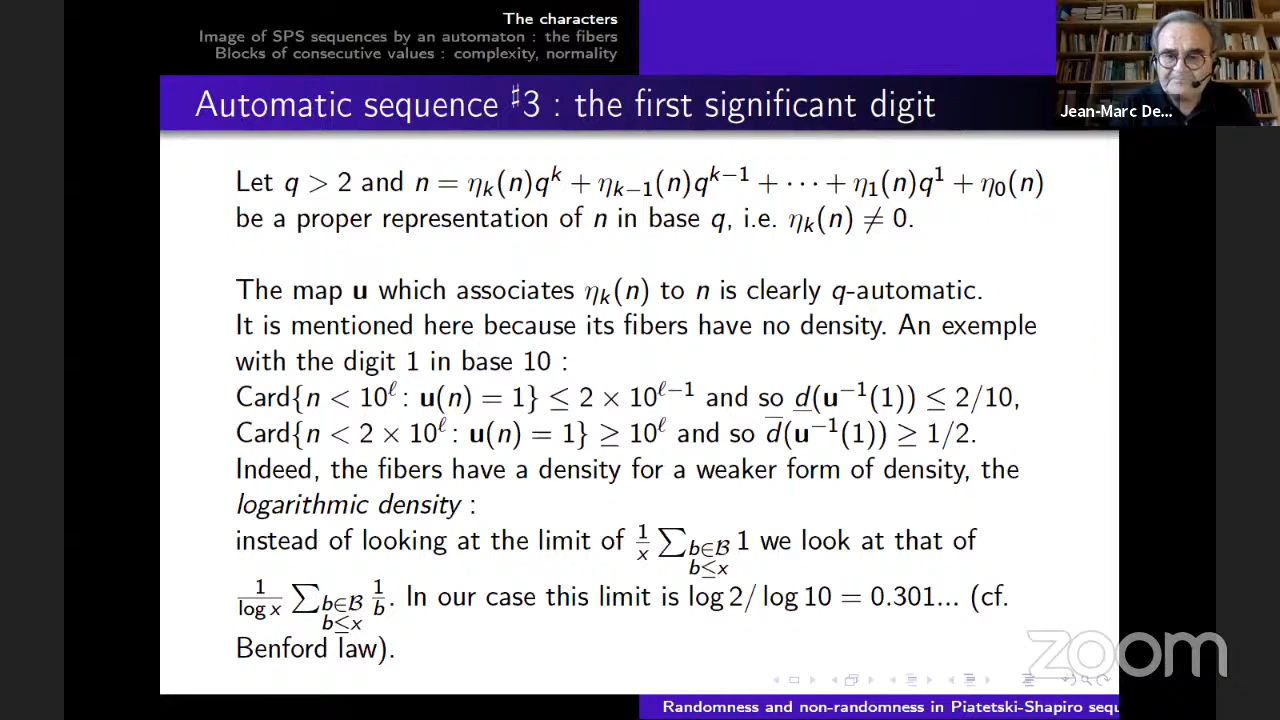 The characters
Image of SPS sequences by an automaton : the fibers
Blocks of consecutive values : complexity, normality
Automatic sequence ♯3 : the first significant digit
Jean-Marc De...
Let q > 2 and n = η_k(n)q^k + η_{k−1}(n)q^{k−1} + ⋯ + η_1(n)q^1 + η_0(n)
be a proper representation of n in base q, i.e. η_k(n) ≠ 0.
The map u which associates η_k(n) to n is clearly q-automatic.
It is mentioned here because its fibers have no density. An exemple
with the digit 1 in base 10 :
Card{n < 10^ℓ : u(n) = 1} ≤ 2 × 10^{ℓ−1} and so d̲(u^{−1}(1)) ≤ 2/10,
Card{n < 2 × 10^ℓ : u(n) = 1} ≥ 10^ℓ and so d̅(u^{−1}(1)) ≥ 1/2.
Indeed, the fibers have a density for a weaker form of density, the
logarithmic density :
instead of looking at the limit of 1/x ∑_{b∈ℬ, b≤x} 1 we look at that of
1/log x ∑_{b∈ℬ, b≤x} 1/b. In our case this limit is log 2/ log 10 = 0.301... (cf.
Benford law).
zoom
Randomness and non-randomness in Piatetski-Shapiro sequ